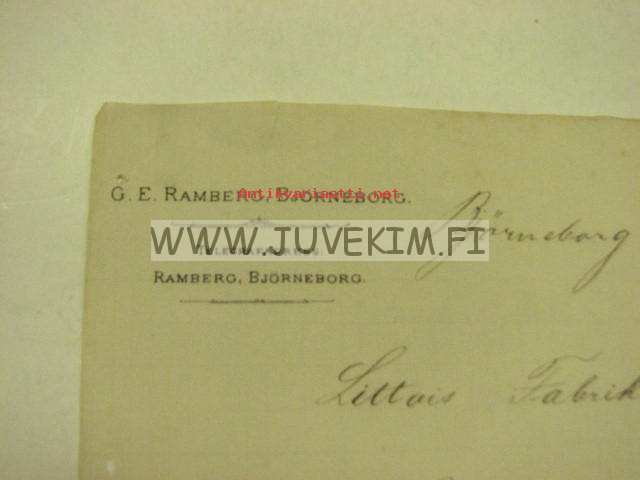 G. E. RAMBERG, BJÖRNEBORG.
Antikvariaatti.net
Björneborg
WWW.JUVEKIM.FI
RAMBERG, BJÖRNEBORG.
Littois Fabrik